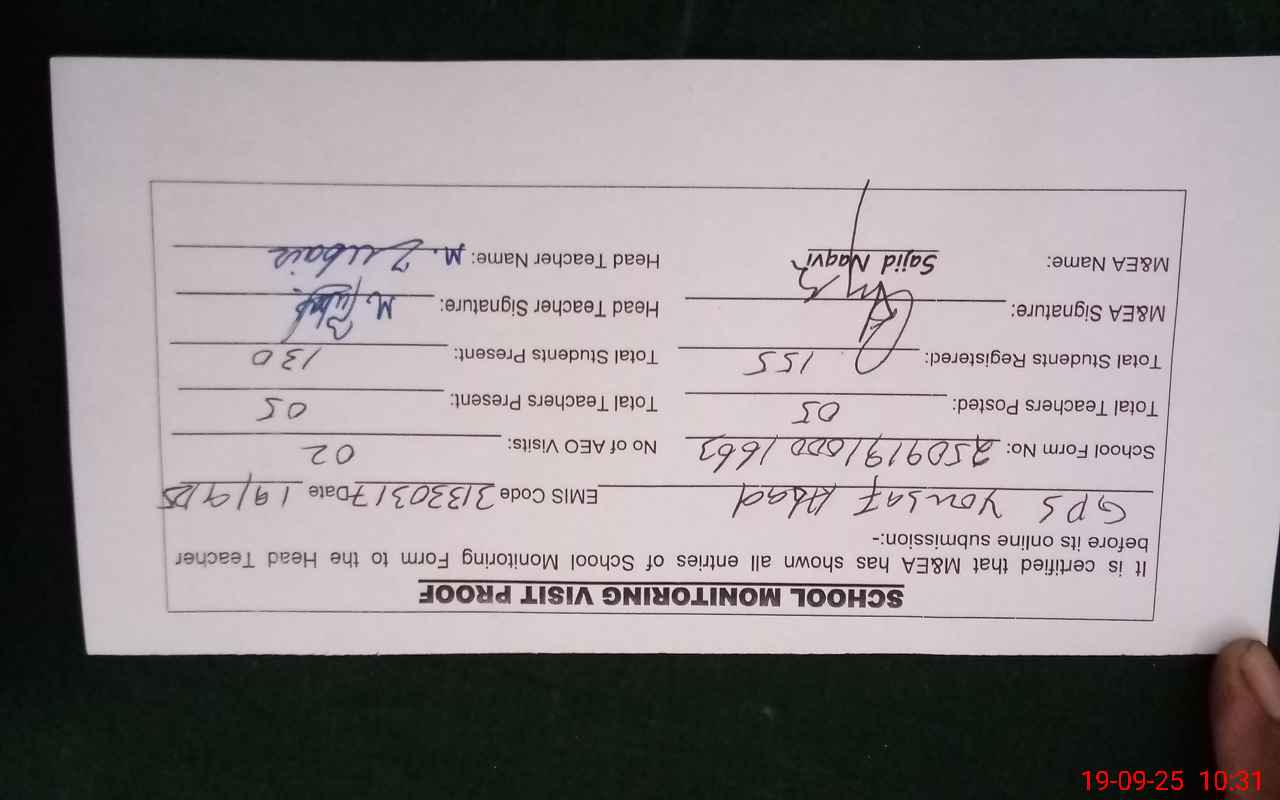 SCHOOL MONITORING VISIT PROOF
It is certified that M&EA has shown all entries of School Monitoring Form to the Head Teacher
before its online submission:-
GPS Yousaf Abad EMIS Code 31330317 Date 19/9/25
School Form No: 25091910001663 No of AEO Visits: 02
Total Teachers Posted: 05 Total Teachers Present: 05
Total Students Registered: 155 Total Students Present: 130
M&EA Signature: Head Teacher Signature: M.
M&EA Name: Sajid Naqvi Head Teacher Name: M. Zubair
19-09-25 10:31